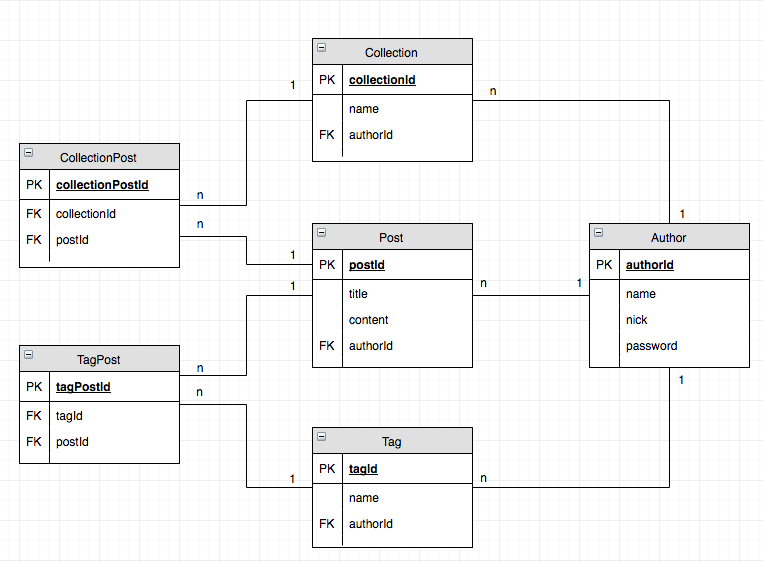 Collection
PK collectionId
name
FK authorId
1
n
CollectionPost
PK collectionPostId
FK collectionId
FK postId
n
n
1
Post
PK postId
title
content
FK authorId
1
n
1
1
Author
PK authorId
name
nick
password
1
TagPost
PK tagPostId
FK tagId
FK postId
n
n
1
Tag
PK tagId
name
FK authorId
n